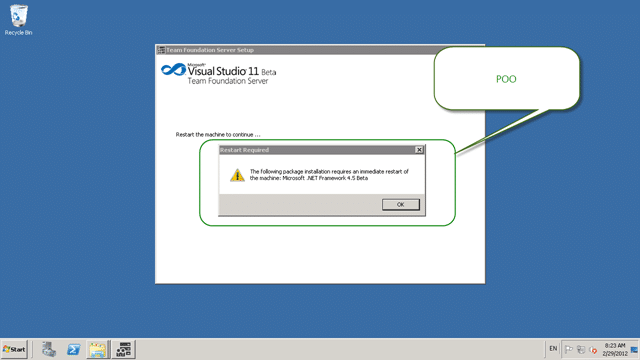 Recycle Bin
Team Foundation Server Setup
Microsoft
Visual Studio 11 Beta
Team Foundation Server
POO
Restart the machine to continue ...
Restart Required
The following package installation requires an immediate restart of
the machine: Microsoft .NET Framework 4.5 Beta
OK
Start
EN
8:23 AM
2/29/2012